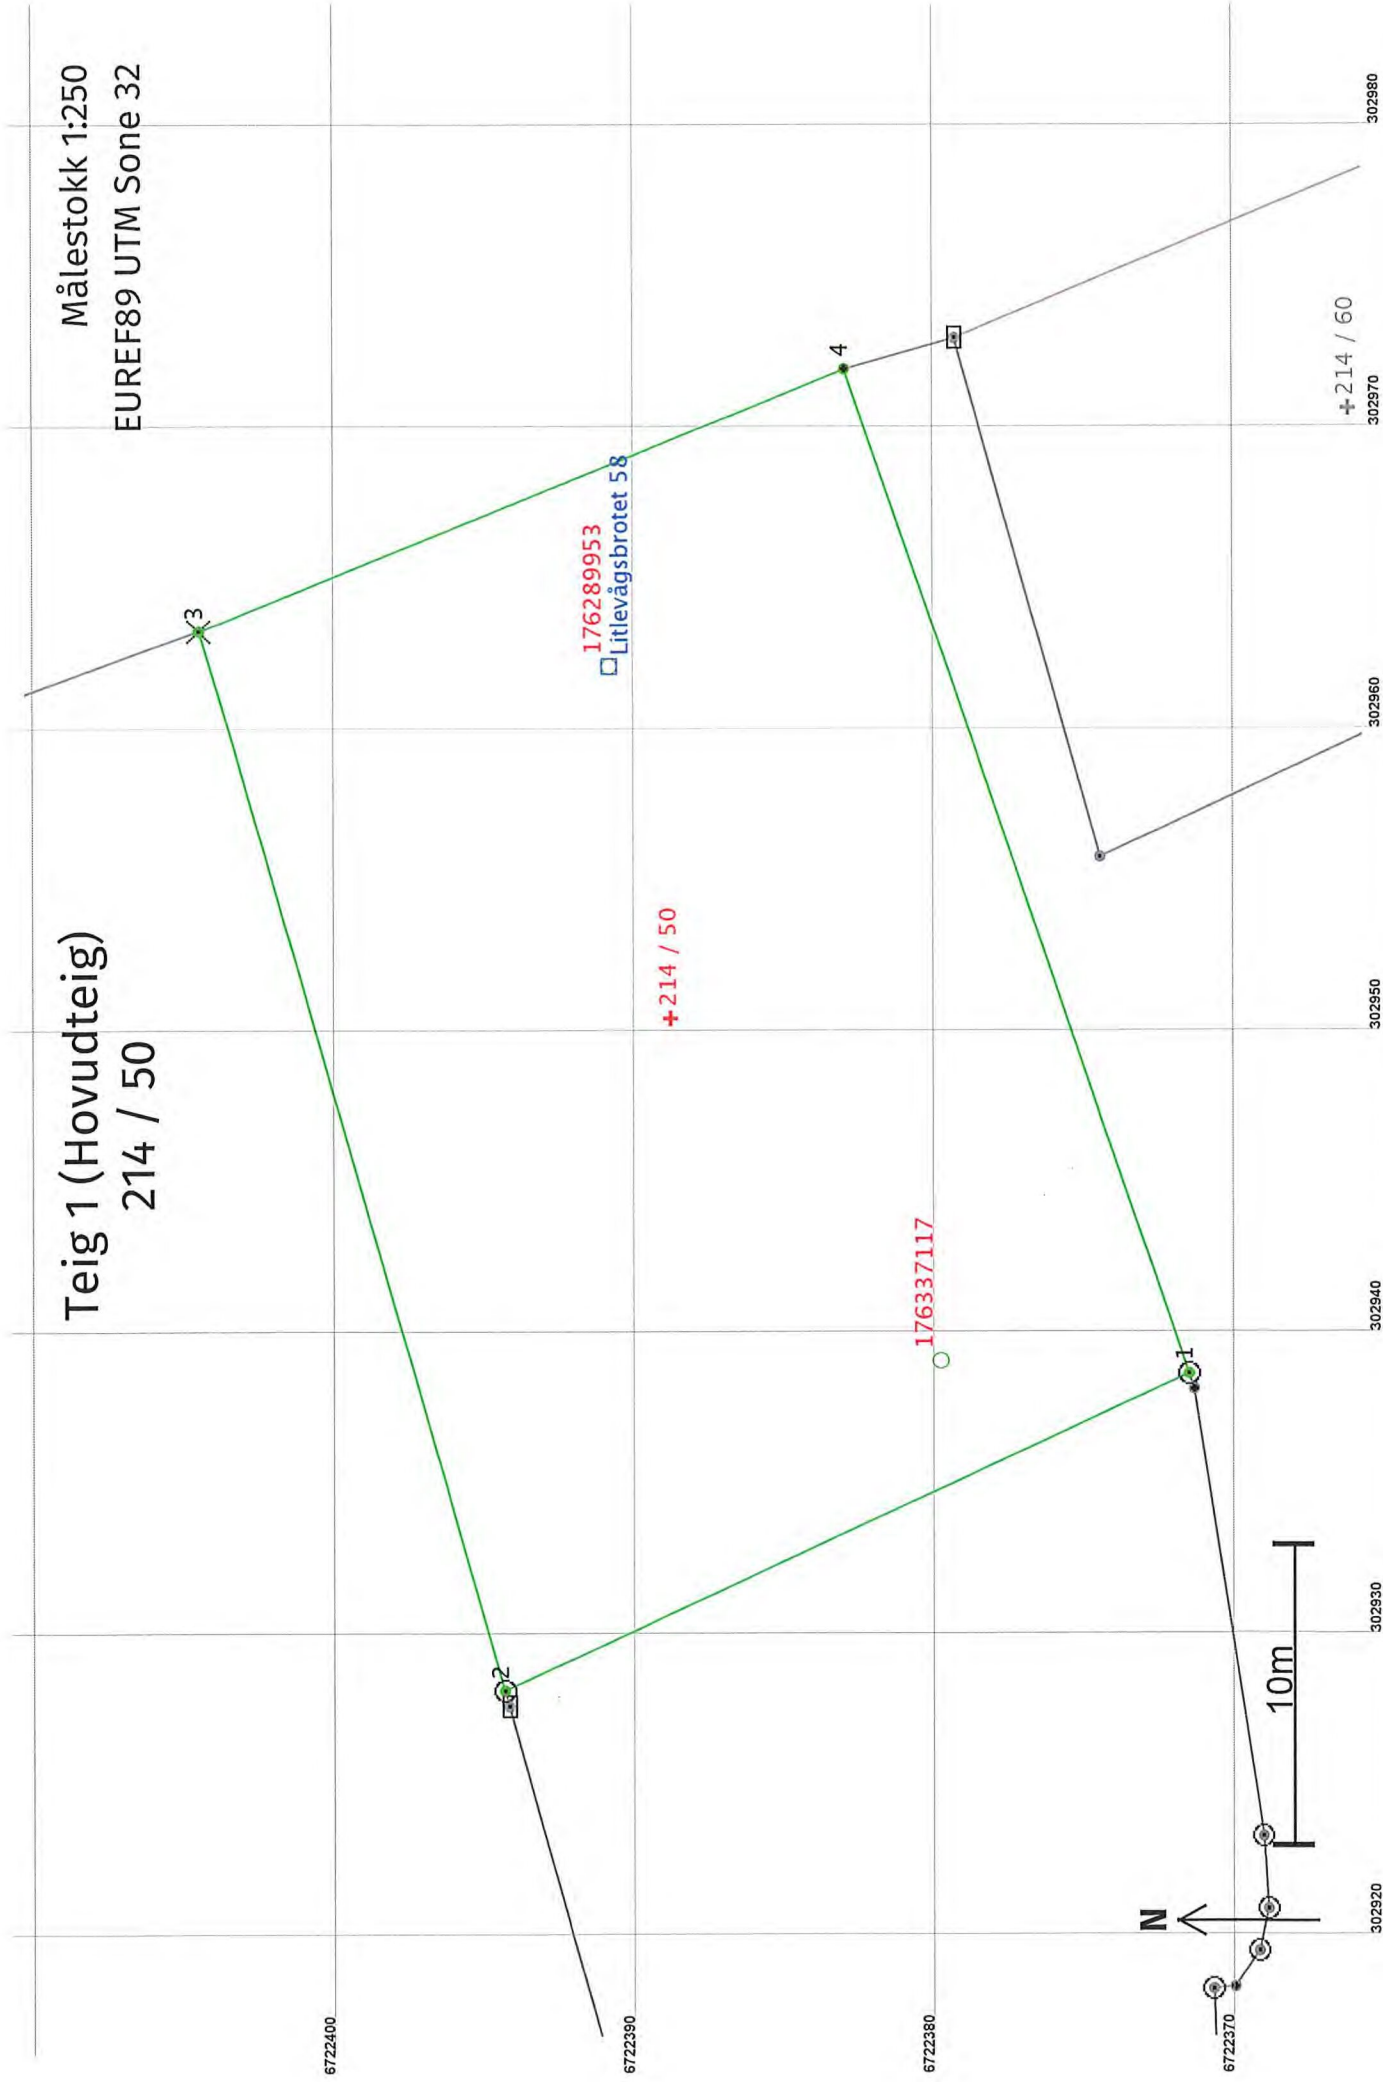 Teig 1 (Hovudteig)
214 / 50
Målestokk 1:250
EUREF89 UTM Sone 32
3
4
2
1
176289953
Litlevågsbrotet 58
214 / 50
176337117
214 / 60
N
10m
6722400
6722390
6722380
6722370
302920
302930
302940
302950
302960
302970
302980